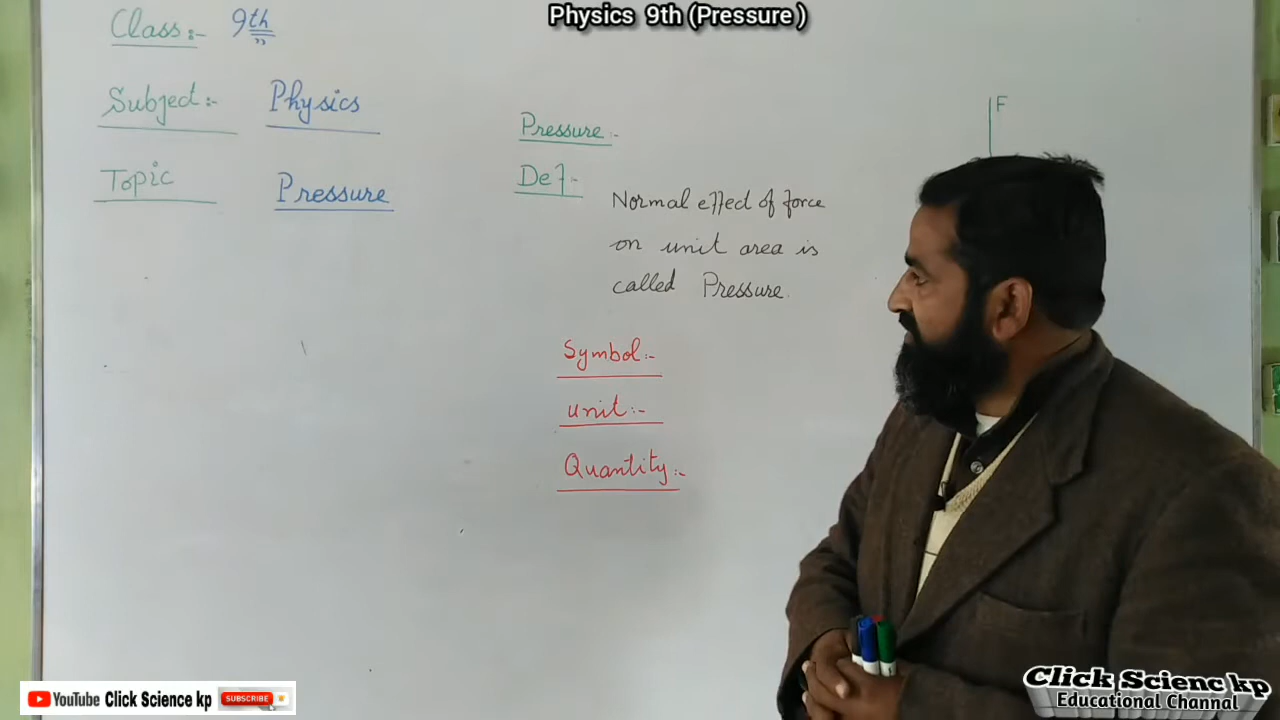 Physics 9th (Pressure)
Class:- 9th
Subject:- Physics
Topic Pressure
Pressure:-
Def:-
Normal effect of force
on unit area is
called Pressure.
Symbol:-
unit:-
Quantity:-
F
YouTube Click Science kp SUBSCRIBE
Click Scienc kp
Educational Channel